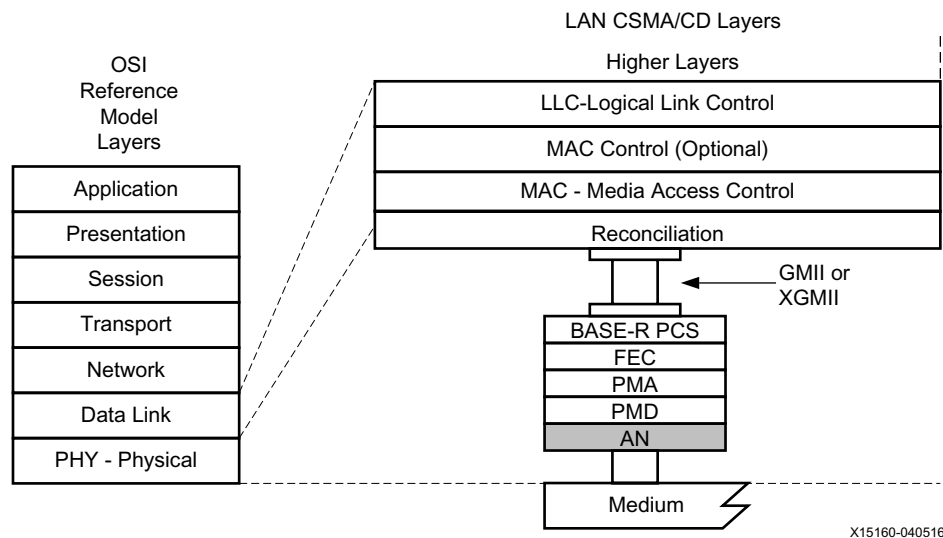 LAN CSMA/CD Layers
OSI
Reference
Model
Layers
Higher Layers
LLC-Logical Link Control
MAC Control (Optional)
MAC - Media Access Control
Reconciliation
Application
Presentation
Session
Transport
Network
Data Link
PHY - Physical
GMII or
XGMII
BASE-R PCS
FEC
PMA
PMD
AN
Medium
X15160-040516